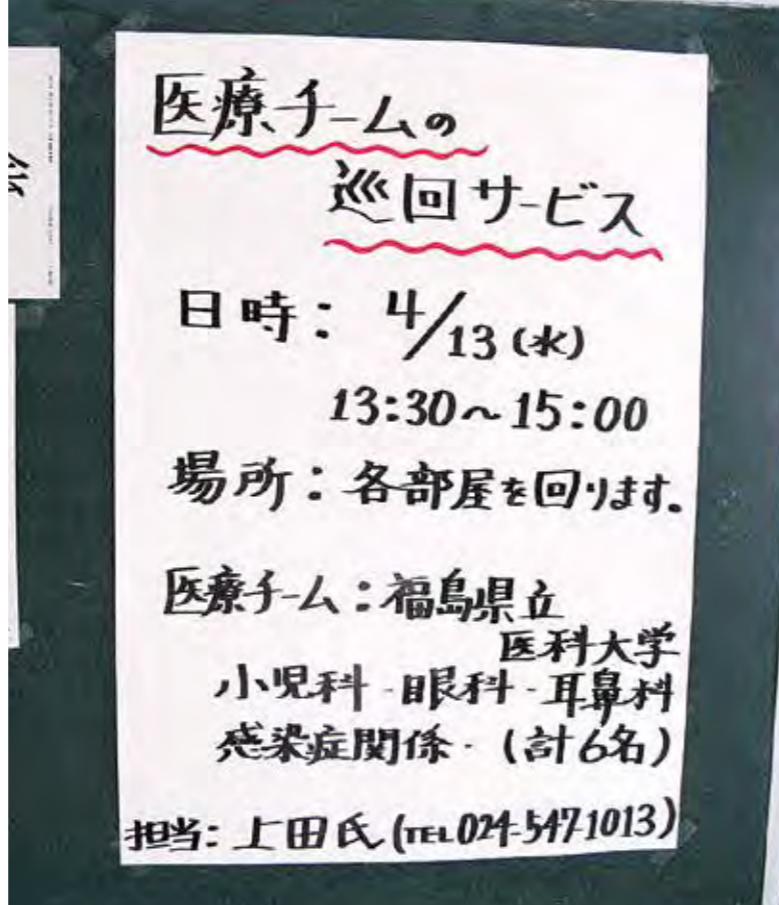 医療チームの
巡回サービス
日時: 4/13(水)
13:30~15:00
場所:各部屋を回ります。
医療チーム:福島県立
医科大学
小児科・眼科・耳鼻科
感染症関係・(計6名)
担当:上田氏(TEL024-547-1013)